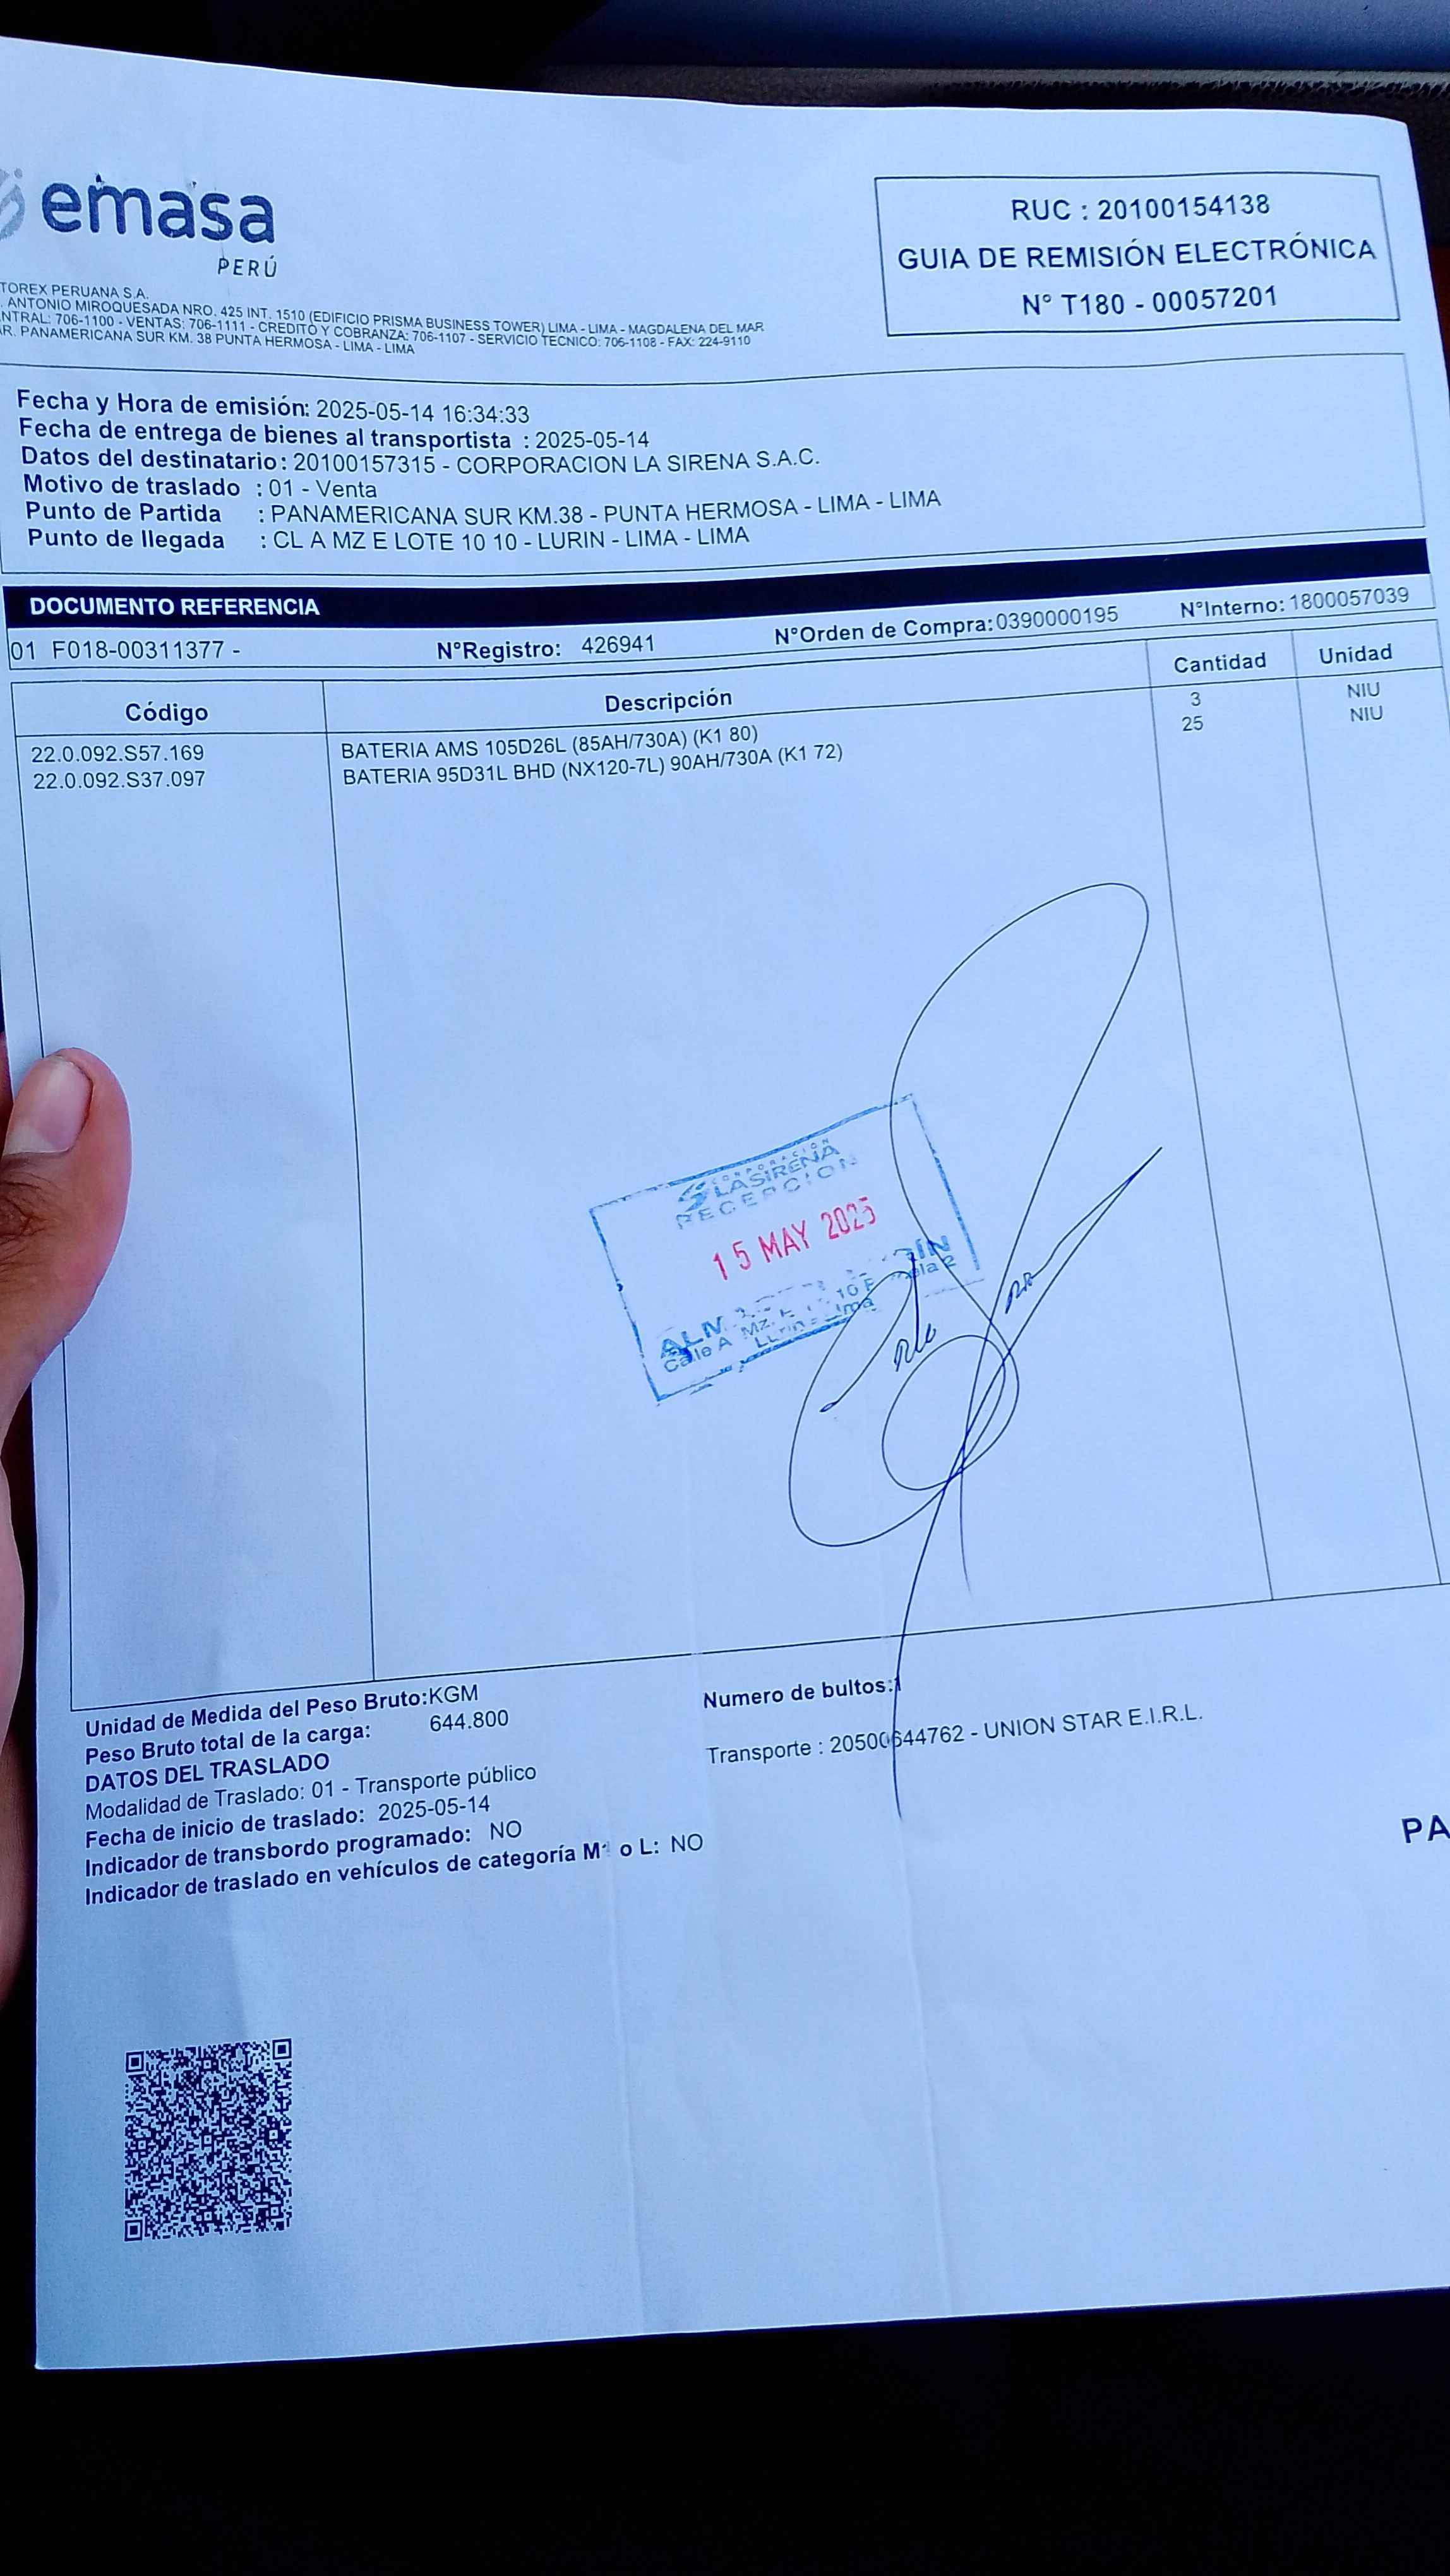 emasa
PERÚ
RUC : 20100154138
GUIA DE REMISIÓN ELECTRÓNICA
N° T180 - 00057201
TOREX PERUANA S.A.
. ANTONIO MIROQUESADA NRO. 425 INT. 1510 (EDIFICIO PRISMA BUSINESS TOWER) LIMA - LIMA - MAGDALENA DEL MAR
NTRAL: 706-1100 - VENTAS: 706-1111 - CREDITO Y COBRANZA: 706-1107 - SERVICIO TECNICO: 706-1108 - FAX: 224-9110
AR. PANAMERICANA SUR KM. 38 PUNTA HERMOSA - LIMA - LIMA
Fecha y Hora de emisión: 2025-05-14 16:34:33
Fecha de entrega de bienes al transportista : 2025-05-14
Datos del destinatario: 20100157315 - CORPORACION LA SIRENA S.A.C.
Motivo de traslado : 01 - Venta
Punto de Partida : PANAMERICANA SUR KM.38 - PUNTA HERMOSA - LIMA - LIMA
Punto de llegada : CL A MZ E LOTE 10 10 - LURIN - LIMA - LIMA
DOCUMENTO REFERENCIA
01 F018-00311377 - N°Registro: 426941 N°Orden de Compra: 0390000195 N°Interno: 1800057039
Código Descripción Cantidad Unidad
22.0.092.S57.169 BATERIA AMS 105D26L (85AH/730A) (K1 80) 3 NIU
22.0.092.S37.097 BATERIA 95D31L BHD (NX120-7L) 90AH/730A (K1 72) 25 NIU
CORPORACIÓN
LA SIRENA
RECEPCION
15 MAY 2025
Calle A Mz. E
Lurin - Lima
Unidad de Medida del Peso Bruto: KGM
Peso Bruto total de la carga: 644.800
Numero de bultos:1
DATOS DEL TRASLADO
Transporte : 20500644762 - UNION STAR E.I.R.L.
Modalidad de Traslado: 01 - Transporte público
Fecha de inicio de traslado: 2025-05-14
Indicador de transbordo programado: NO
Indicador de traslado en vehículos de categoría M1 o L: NO
PA